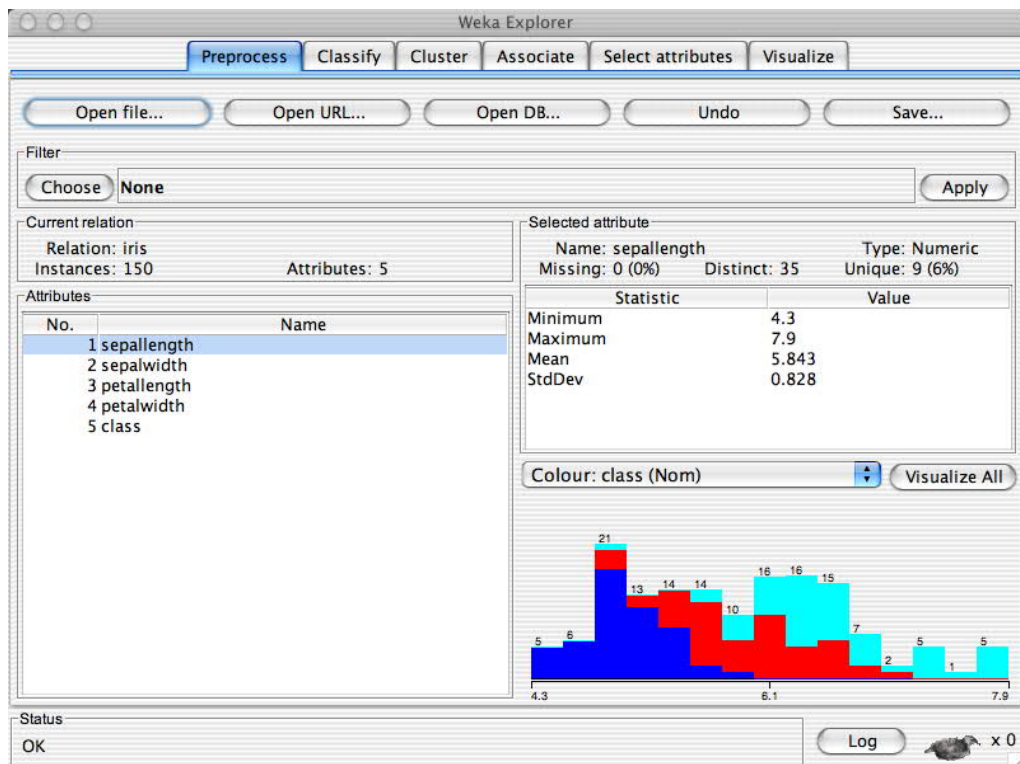 Weka Explorer
Preprocess Classify Cluster Associate Select attributes Visualize
Open file... Open URL... Open DB... Undo Save...
Filter
Choose None Apply
Current relation
Relation: iris
Instances: 150 Attributes: 5
Attributes
No. Name
1 sepallength
2 sepalwidth
3 petallength
4 petalwidth
5 class
Selected attribute
Name: sepallength Type: Numeric
Missing: 0 (0%) Distinct: 35 Unique: 9 (6%)
Statistic Value
Minimum 4.3
Maximum 7.9
Mean 5.843
StdDev 0.828
Colour: class (Nom) Visualize All
5 6 21 13 14 14 10 16 16 15 7 2 5 1 5
4.3 6.1 7.9
Status
OK Log x 0